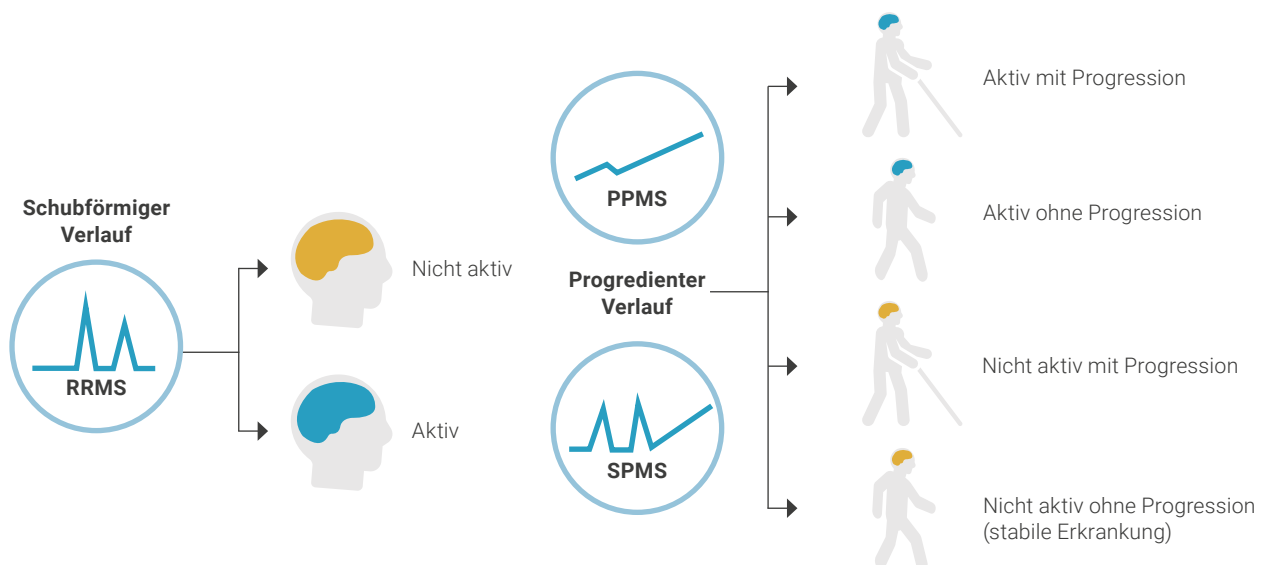 Schubförmiger
Verlauf
RRMS
Nicht aktiv
Aktiv
PPMS
Progredienter
Verlauf
SPMS
Aktiv mit Progression
Aktiv ohne Progression
Nicht aktiv mit Progression
Nicht aktiv ohne Progression
(stabile Erkrankung)